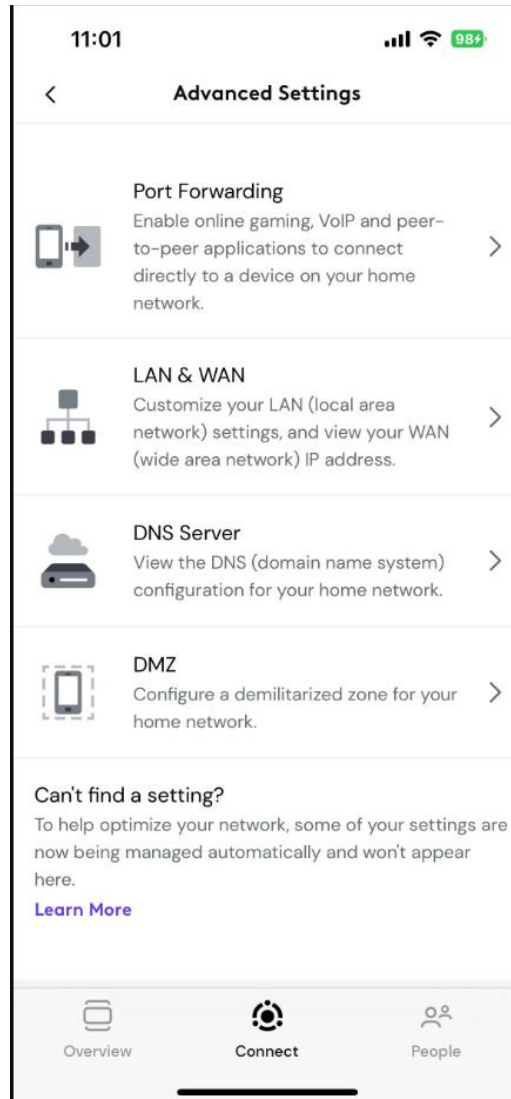 11:01
98
Advanced Settings
Port Forwarding
Enable online gaming, VoIP and peer-
to-peer applications to connect
directly to a device on your home
network.
LAN & WAN
Customize your LAN (local area
network) settings, and view your WAN
(wide area network) IP address.
DNS Server
View the DNS (domain name system)
configuration for your home network.
DMZ
Configure a demilitarized zone for your
home network.
Can't find a setting?
To help optimize your network, some of your settings are
now being managed automatically and won't appear
here.
Learn More
Overview
Connect
People